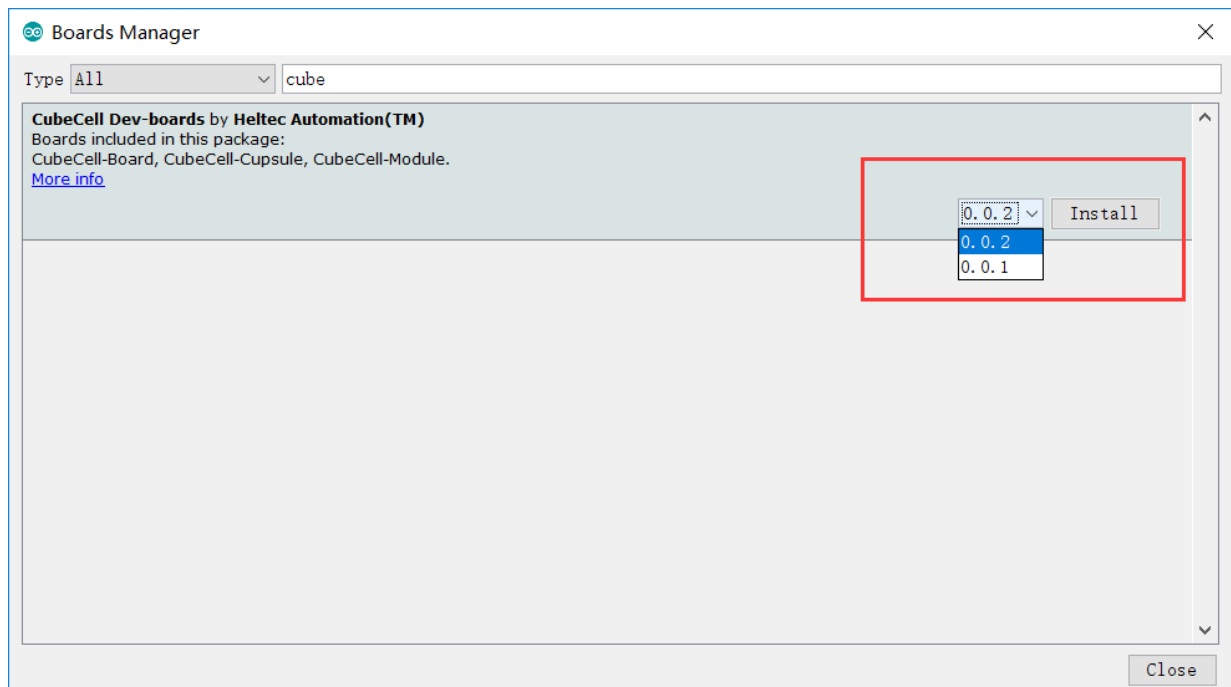 Boards Manager
Type All cube
CubeCell Dev-boards by Heltec Automation(TM)
Boards included in this package:
CubeCell-Board, CubeCell-Cupsule, CubeCell-Module.
More info
0.0.2 Install
0.0.2
0.0.1
Close